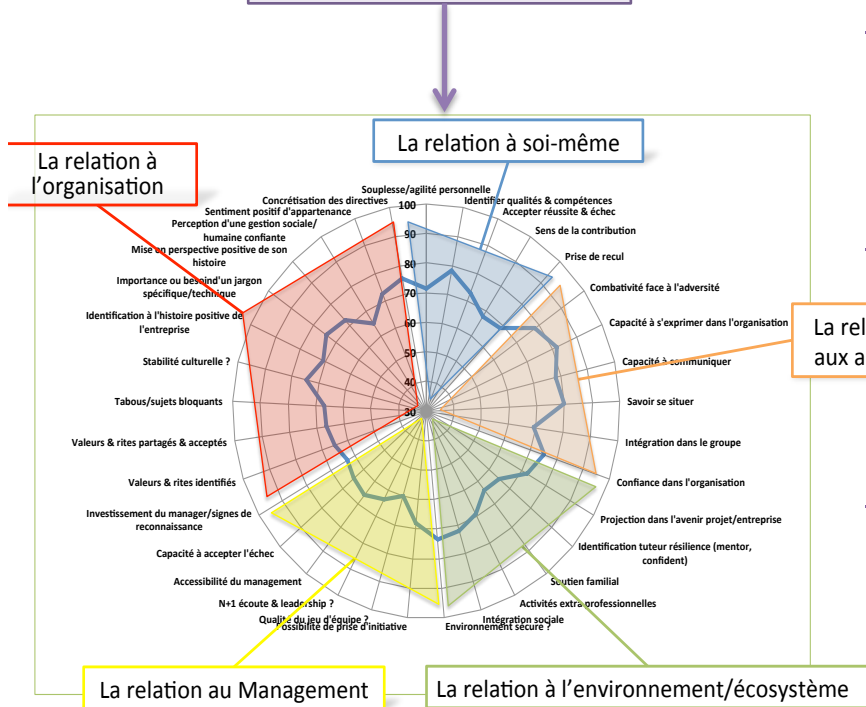 La relation à soi-même
La relation à
l'organisation
Souplesse/agilité personnelle
Identifier qualités & compétences
Accepter réussite & échec
Sens de la contribution
Prise de recul
Combativité face à l'adversité
Capacité à s'exprimer dans l'organisation
Capacité à communiquer
Savoir se situer
Intégration dans le groupe
Confiance dans l'organisation
Projection dans l'avenir projet/entreprise
Identification tuteur résilience (mentor,
confident)
Soutien familial
Activités extra professionnelles
Intégration sociale
Environnement sécure ?
Possibilité de prise d'initiative
Qualité du jeu d'équipe ?
N+1 écoute & leadership ?
Accessibilité du management
Capacité à accepter l'échec
Investissement du manager/signes de
reconnaissance
Valeurs & rites identifiés
Valeurs & rites partagés & acceptés
Tabous/sujets bloquants
Stabilité culturelle ?
Identification à l'histoire positive de
l'entreprise
Importance ou besoind'un jargon
spécifique/technique
Mise en perspective positive de son
histoire
Perception d'une gestion sociale/
humaine confiante
Sentiment positif d'appartenance
Concrétisation des directives
100
90
80
70
60
50
40
30
La rel
aux a
La relation au Management
La relation à l'environnement/écosystème